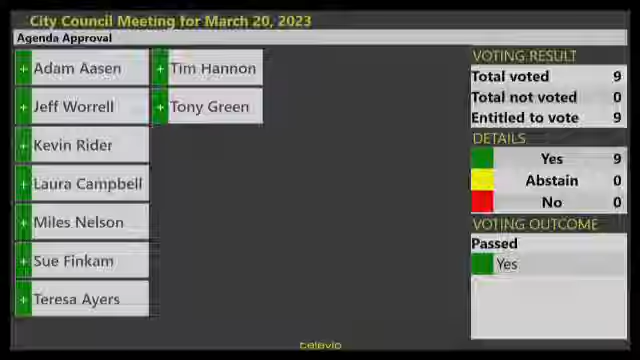 City Council Meeting for March 20, 2023
Agenda Approval
+ Adam Aasen
+ Jeff Worrell
+ Kevin Rider
+ Laura Campbell
+ Miles Nelson
+ Sue Finkam
+ Teresa Ayers
+ Tim Hannon
+ Tony Green
VOTING RESULT
Total voted 9
Total not voted 0
Entitled to vote 9
DETAILS
Yes 9
Abstain 0
No 0
VOTING OUTCOME
Passed
Yes
televic